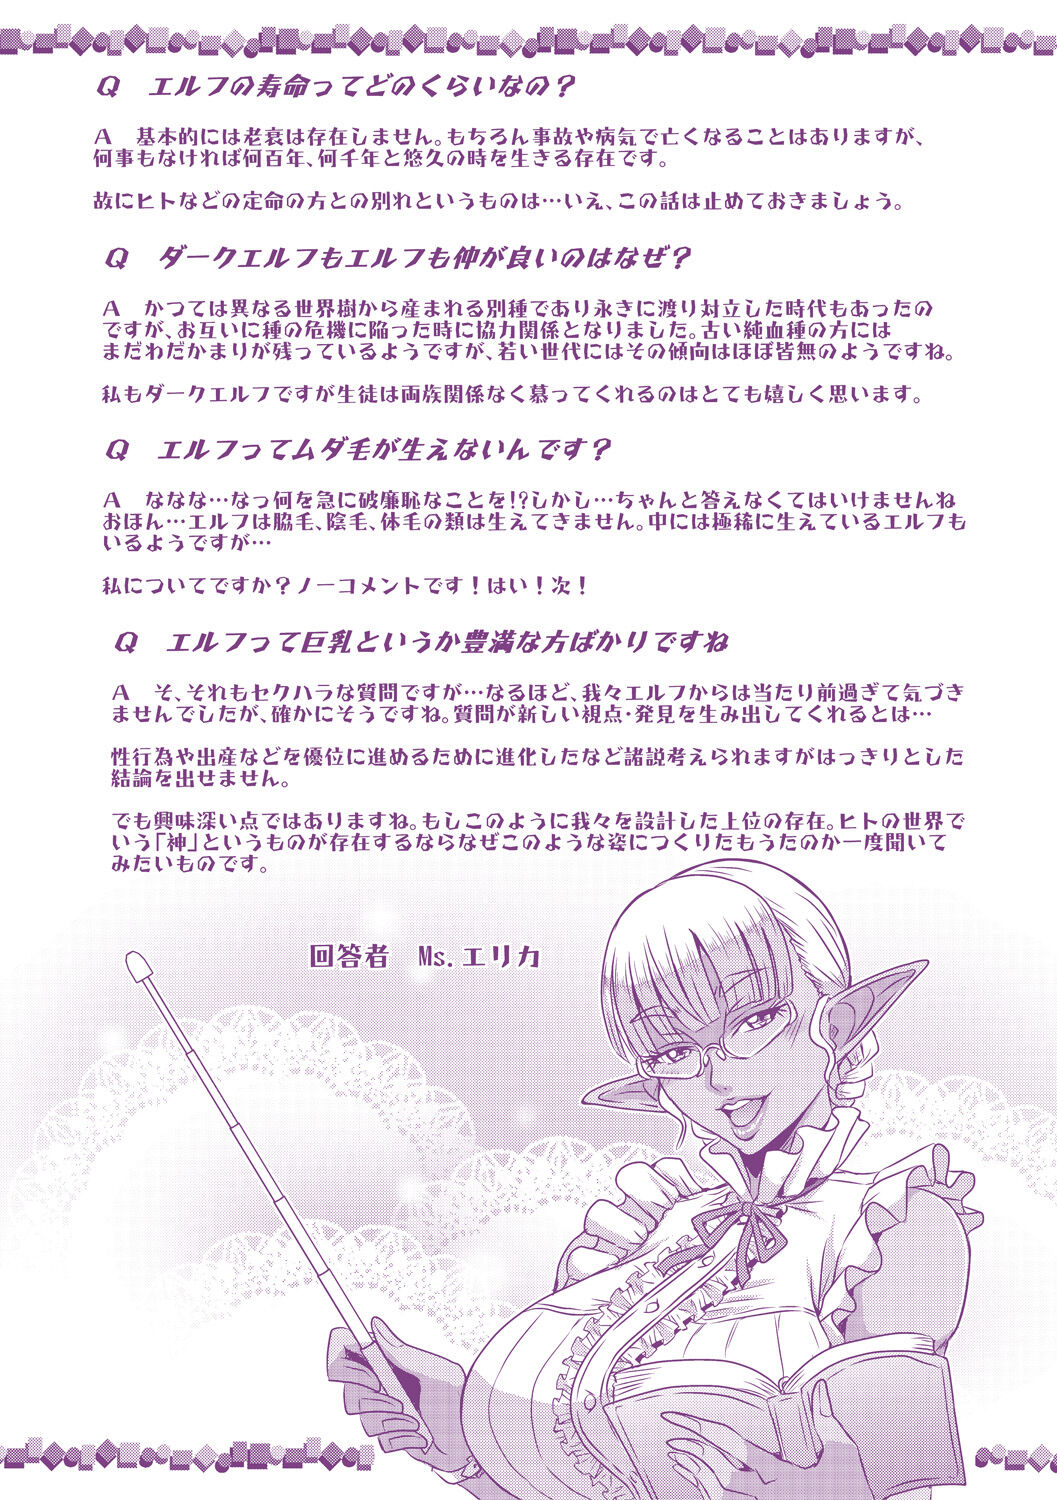 Q エルフの寿命ってどのくらいなの？
A 基本的には老衰は存在しません。もちろん事故や病気で亡くなることはありますが、
何事もなければ何百年、何千年と悠久の時を生きる存在です。
故にヒトなどの定命の方との別れというものは…いえ、この話は止めておきましょう。
Q ダークエルフもエルフも仲が良いのはなぜ？
A かつては異なる世界樹から産まれる別種であり永きに渡り対立した時代もあったの
ですが、お互いに種の危機に陥った時に協力関係となりました。古い純血種の方には
まだわだかまりが残っているようですが、若い世代にはその傾向はほぼ皆無のようですね。
私もダークエルフですが生徒は両族関係なく慕ってくれるのはとても嬉しく思います。
Q エルフってムダ毛が生えないんです？
A ななな…なっ何を急に破廉恥なことを!?しかし…ちゃんと答えなくてはいけませんね
おほん…エルフは脇毛、陰毛、体毛の類は生えてきません。中には極稀に生えているエルフも
いるようですが…
私についてですか？ノーコメントです！はい！次！
Q エルフって巨乳というか豊満な方ばかりですね
A そ、それもセクハラな質問ですが…なるほど、我々エルフからは当たり前過ぎて気づき
ませんでしたが、確かにそうですね。質問が新しい視点・発見を生み出してくれるとは…
性行為や出産などを優位に進めるために進化したなど諸説考えられますがはっきりとした
結論を出せません。
でも興味深い点ではありますね。もしこのように我々を設計した上位の存在。ヒトの世界で
いう「神」というものが存在するならなぜこのような姿につくりたもうたのか一度聞いて
みたいものです。
回答者 Ms.エリカ